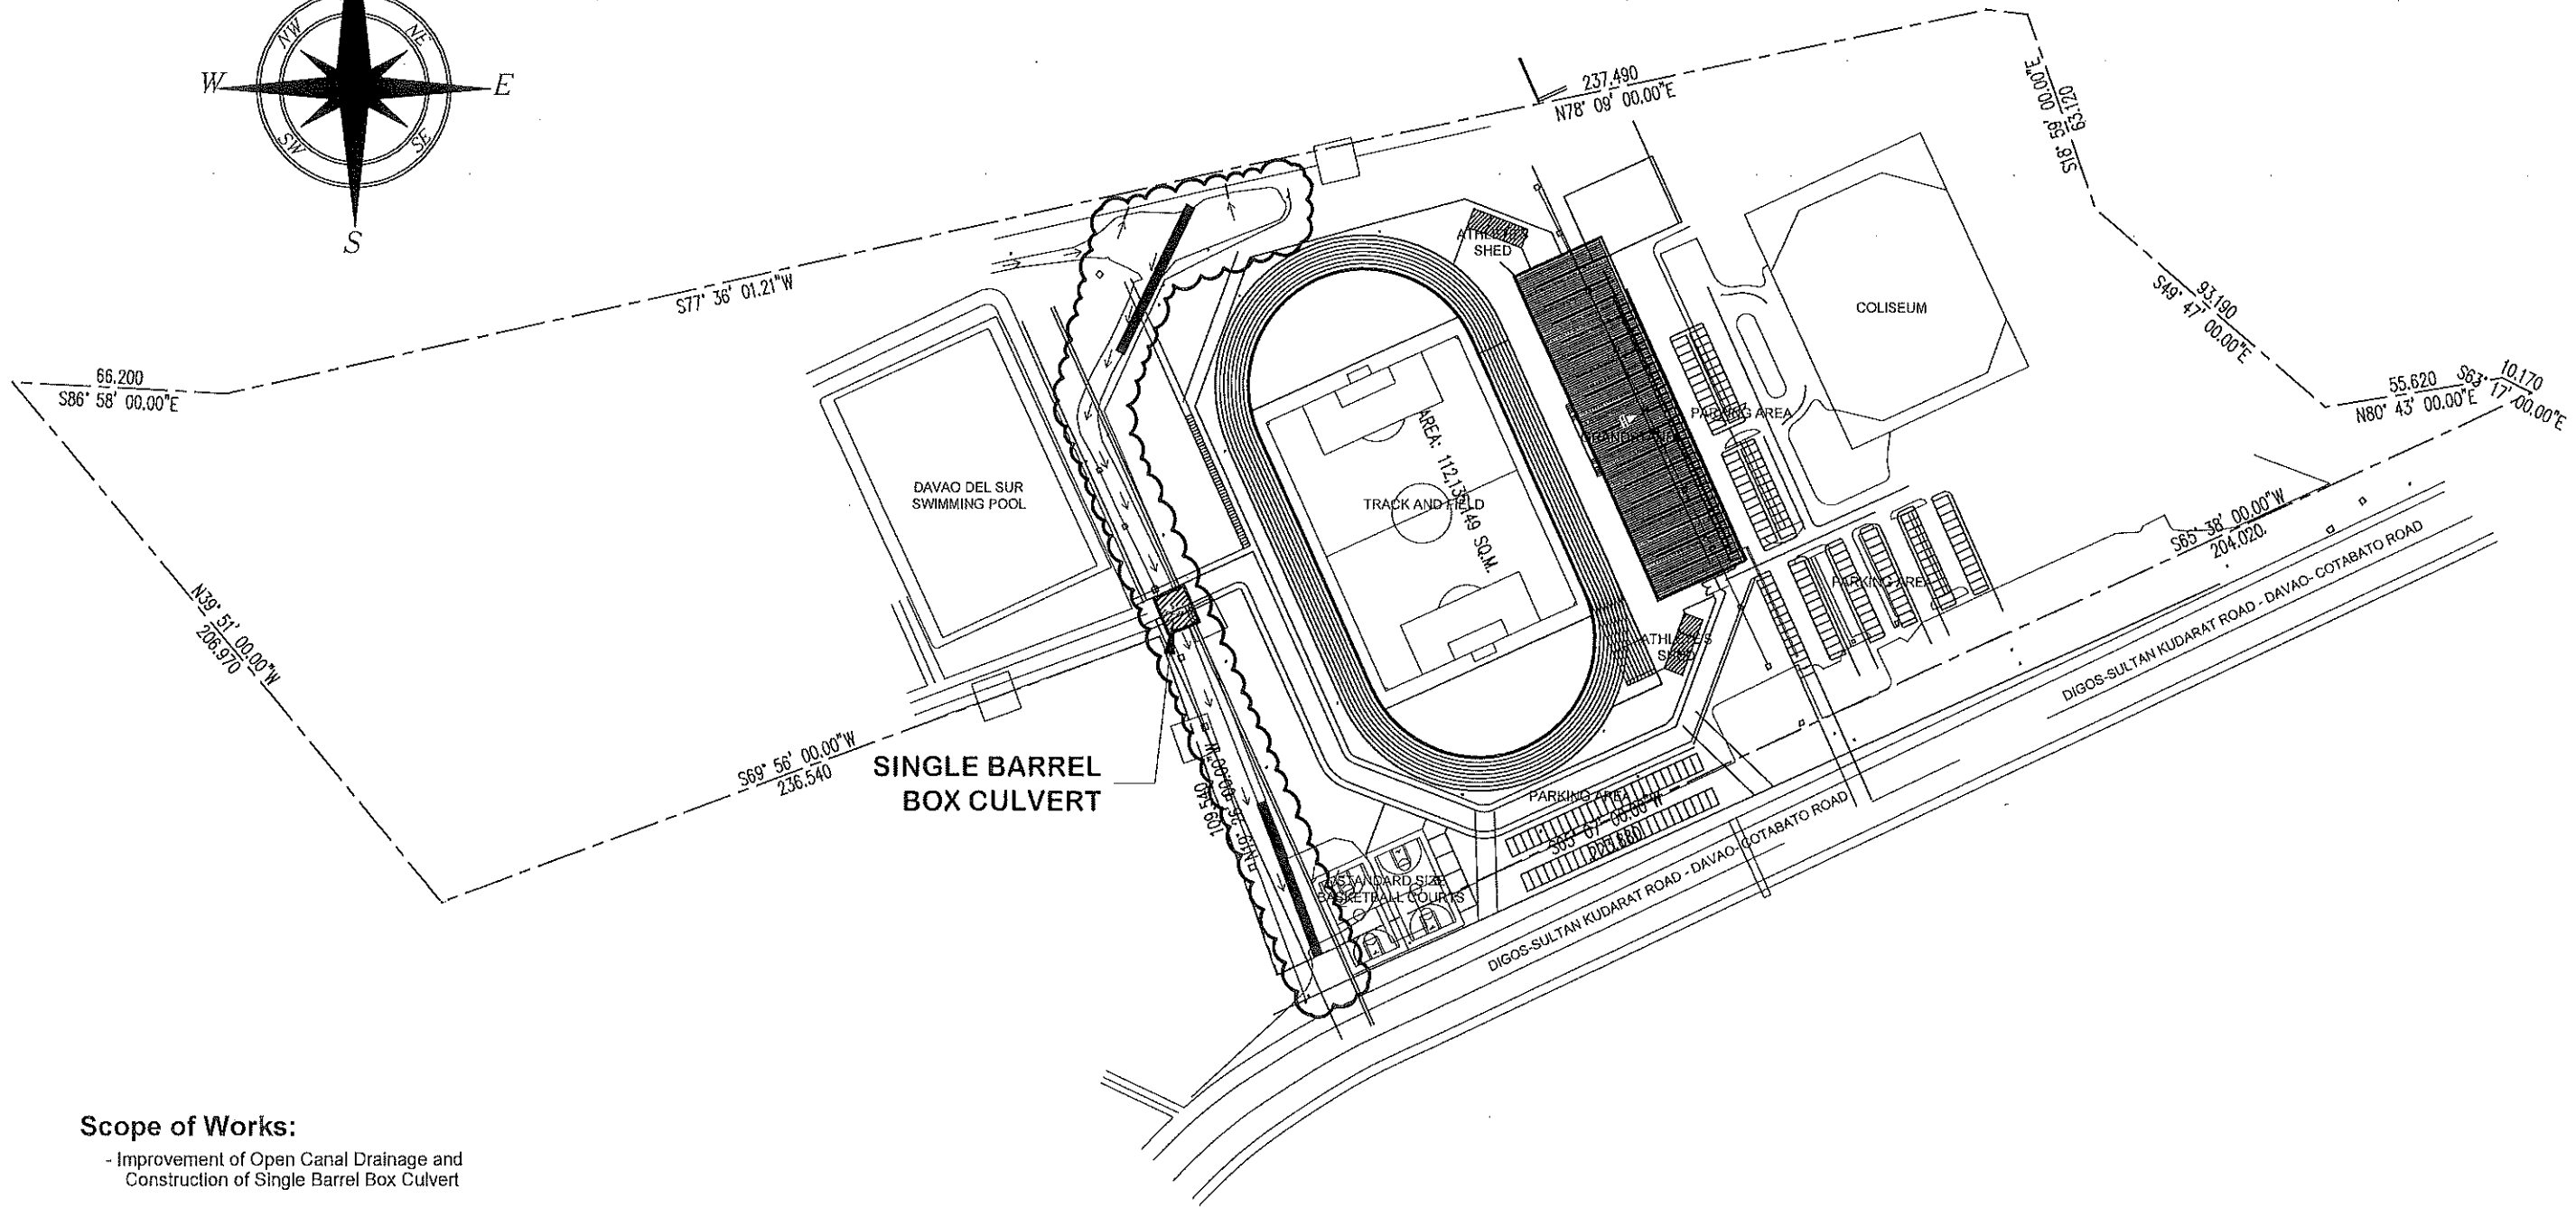 NW
NE
W
E
SW
SE
S
237.490
N78° 09' 00.00"E
S18° 59' 00.00"E
63.120
S77° 36' 01.21"W
ATHLETES
SHED
COLISEUM
93.190
S49° 47' 00.00"E
66.200
S86° 58' 00.00"E
10.170
S63° 17' 00.00"E
55.620
N80° 43' 00.00"E
PARKING AREA
AREA: 112,13
149 SQ.M.
DAVAO DEL SUR
SWIMMING POOL
TRACK AND FIELD
S65° 38' 00.00"W
204.020
DIGOS-SULTAN KUDARAT ROAD - DAVAO- COTABATO ROAD
PARKING AREA
N39° 51' 00.00"W
206.970
ATHLETES
SHED
S69° 56' 00.00"W
236.540
SINGLE BARREL
BOX CULVERT
109.540
PARKING AREA
DIGOS-SULTAN KUDARAT ROAD - DAVAO- COTABATO ROAD
STANDARD SIZE
BASKETBALL COURTS
Scope of Works:
- Improvement of Open Canal Drainage and
Construction of Single Barrel Box Culvert